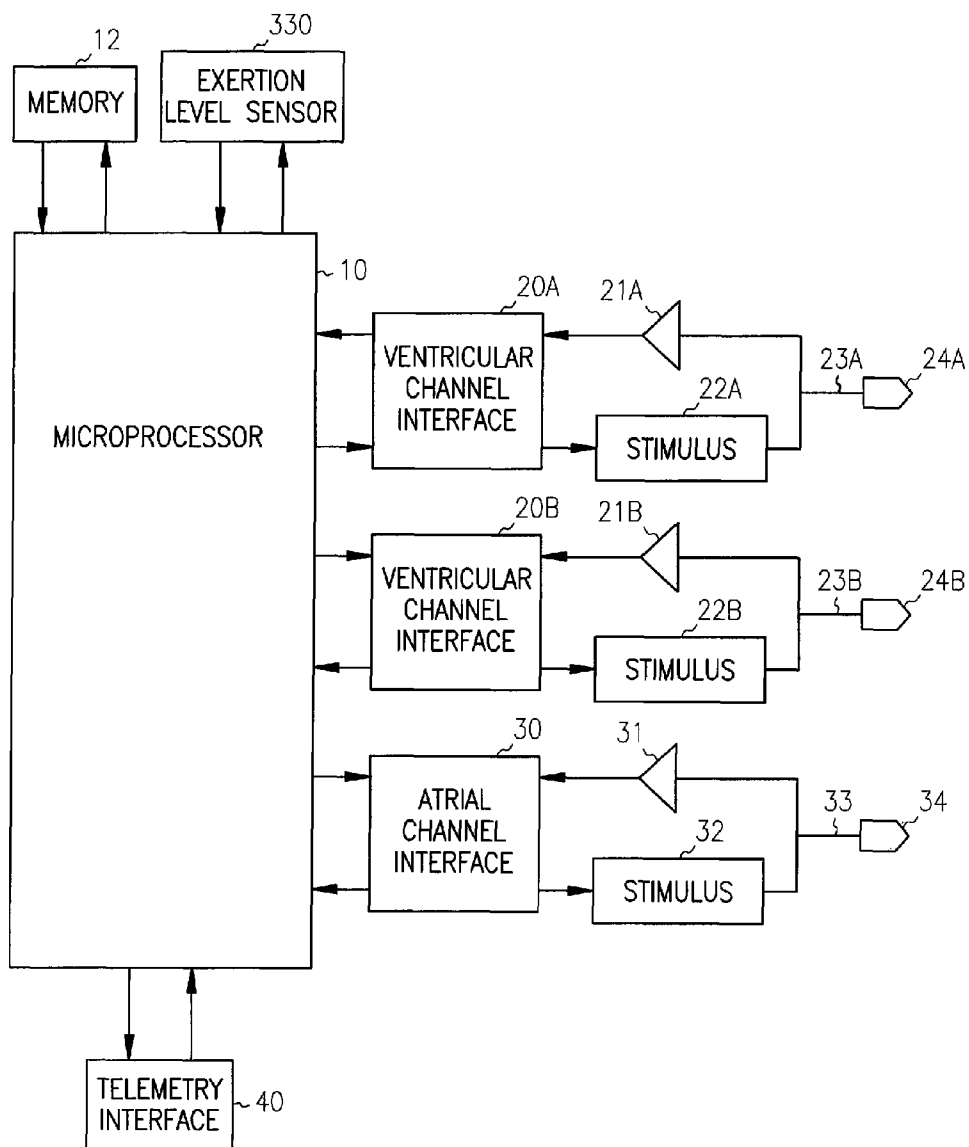 12
330
MEMORY
EXERTION
LEVEL SENSOR
10
MICROPROCESSOR
20A
21A
VENTRICULAR
CHANNEL
INTERFACE
22A
STIMULUS
23A
24A
20B
21B
VENTRICULAR
CHANNEL
INTERFACE
22B
STIMULUS
23B
24B
30
31
ATRIAL
CHANNEL
INTERFACE
32
STIMULUS
33
34
TELEMETRY
INTERFACE
40